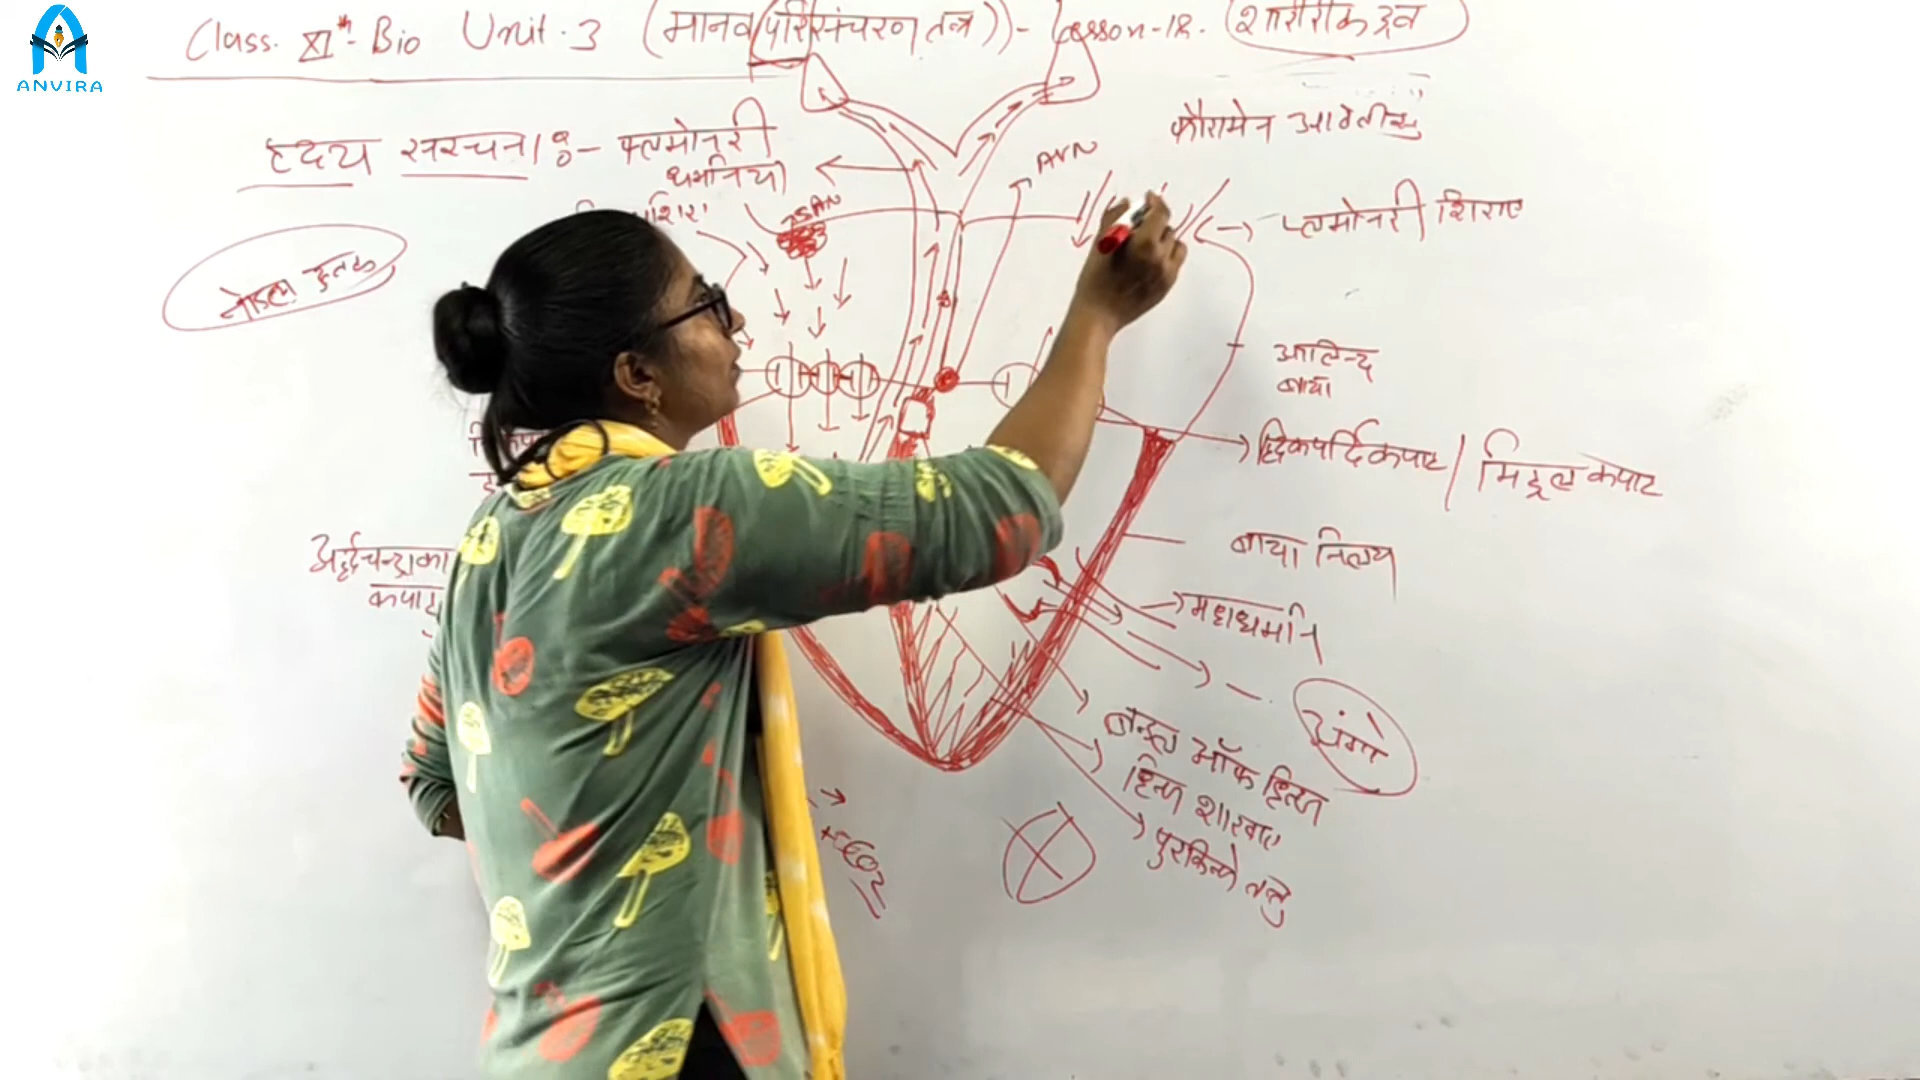 ANVIRA
Class. XIth Bio Unit.3 (मानव परिसंचरण तन्त्र) - Lesson-18. (शारीरिक द्रव
हृदय संरचना :- पल्मोनरी
धमनियां
SAN
AVN
फोरामेन ओवेलिस
पल्मोनरी शिराए
नोडल ऊतक
आलिन्द
बायां
द्विकपर्दिकपाट / मिट्रल कपाट
बाया निलय
अर्द्धचन्द्राका
कपाट
महाधमनि
अंगो
बन्डल ऑफ हिज
हिज शाखाए
पुरकिन्जे तन्तु